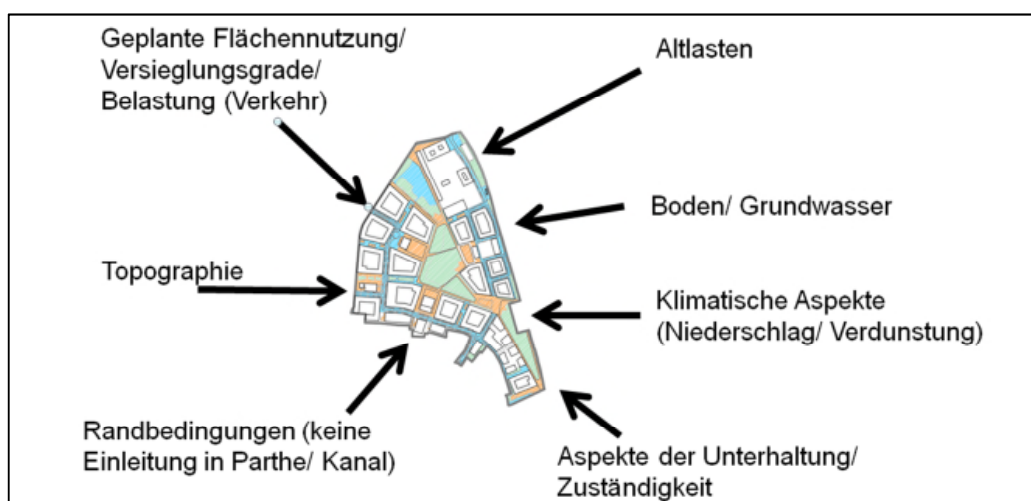 Geplante Flächennutzung/
Versieglungsgrade/
Belastung (Verkehr)
Altlasten
Boden/ Grundwasser
Topographie
Klimatische Aspekte
(Niederschlag/ Verdunstung)
Randbedingungen (keine
Einleitung in Parthe/ Kanal)
Aspekte der Unterhaltung/
Zuständigkeit